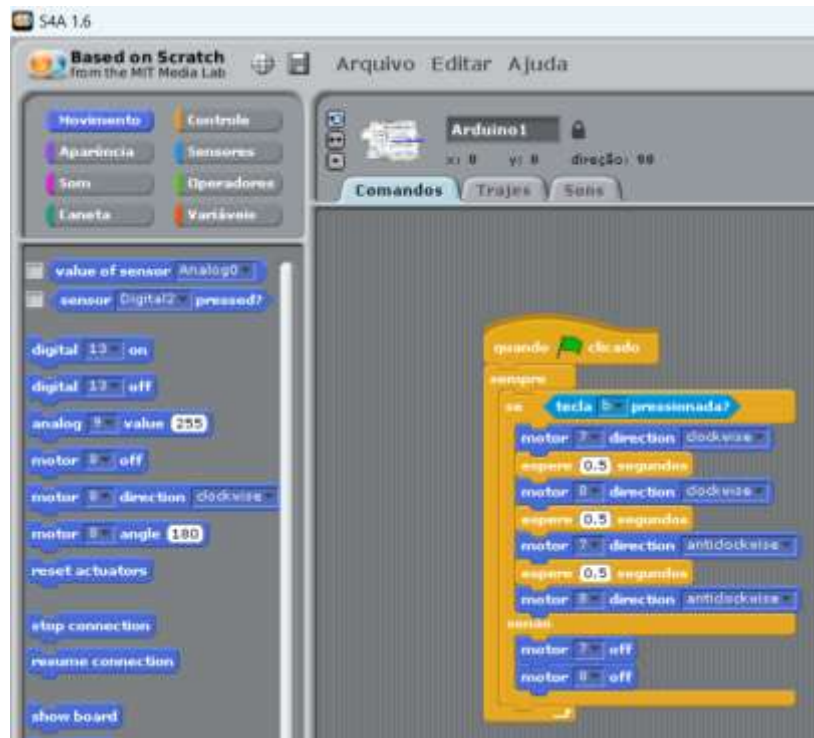 S4A 1.6
Based on Scratch
from the MIT Media Lab
Arquivo Editar Ajuda
Movimento Controle
Aparência Sensores
Som Operadores
Caneta Variáveis
Arduino1
x: 0 y: 0 direção: 90
Comandos Trajes Sons
value of sensor Analog0
sensor Digital2 pressed?
digital 13 on
digital 13 off
analog 9 value 255
motor 8 off
motor 8 direction clockwise
motor 8 angle 180
reset actuators
stop connection
resume connection
show board
quando clicado
sempre
se tecla b pressionada?
motor 7 direction clockwise
espere 0.5 segundos
motor 8 direction clockwise
espere 0.5 segundos
motor 7 direction anticlockwise
espere 0.5 segundos
motor 8 direction anticlockwise
senão
motor 7 off
motor 8 off